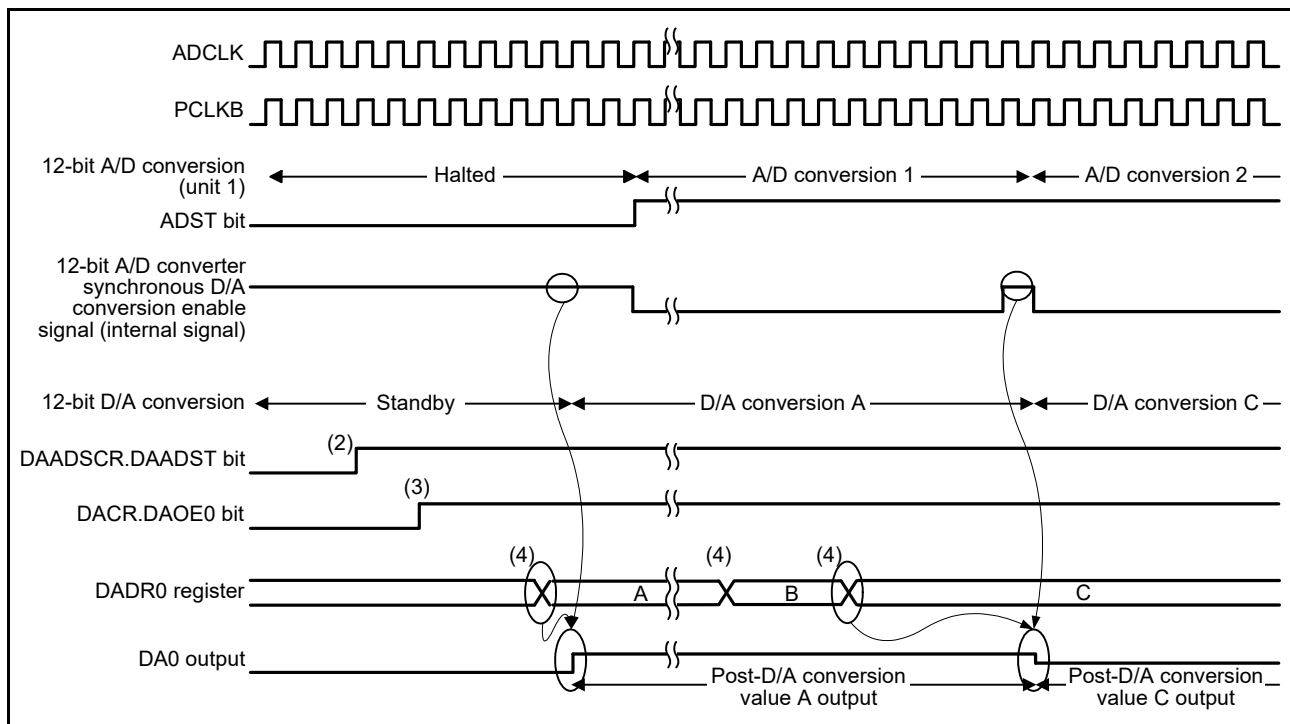 ADCLK
PCLKB
12-bit A/D conversion
(unit 1)
Halted
A/D conversion 1
A/D conversion 2
ADST bit
12-bit A/D converter
synchronous D/A
conversion enable
signal (internal signal)
12-bit D/A conversion
Standby
D/A conversion A
D/A conversion C
(2)
DAADSCR.DAADST bit
(3)
DACR.DAOE0 bit
(4)
(4)
(4)
DADR0 register
A
B
C
DA0 output
Post-D/A conversion
value A output
Post-D/A conversion
value C output